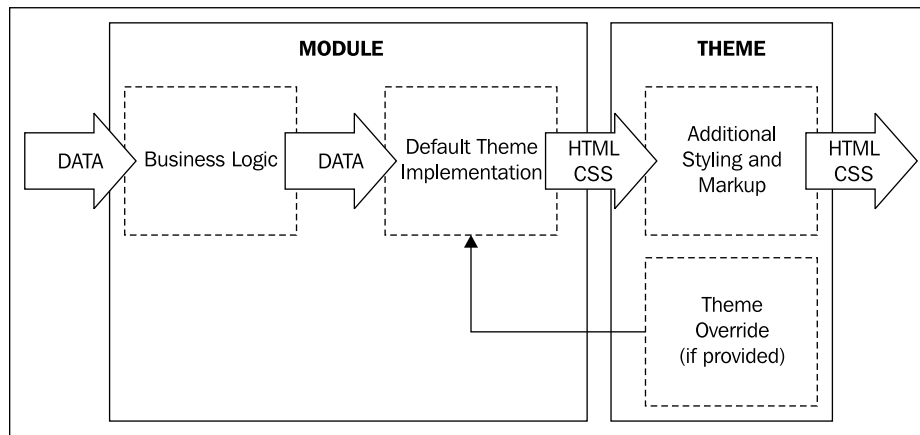 MODULE
THEME
DATA
Business Logic
DATA
Default Theme
Implementation
HTML
CSS
Additional
Styling and
Markup
HTML
CSS
Theme
Override
(if provided)